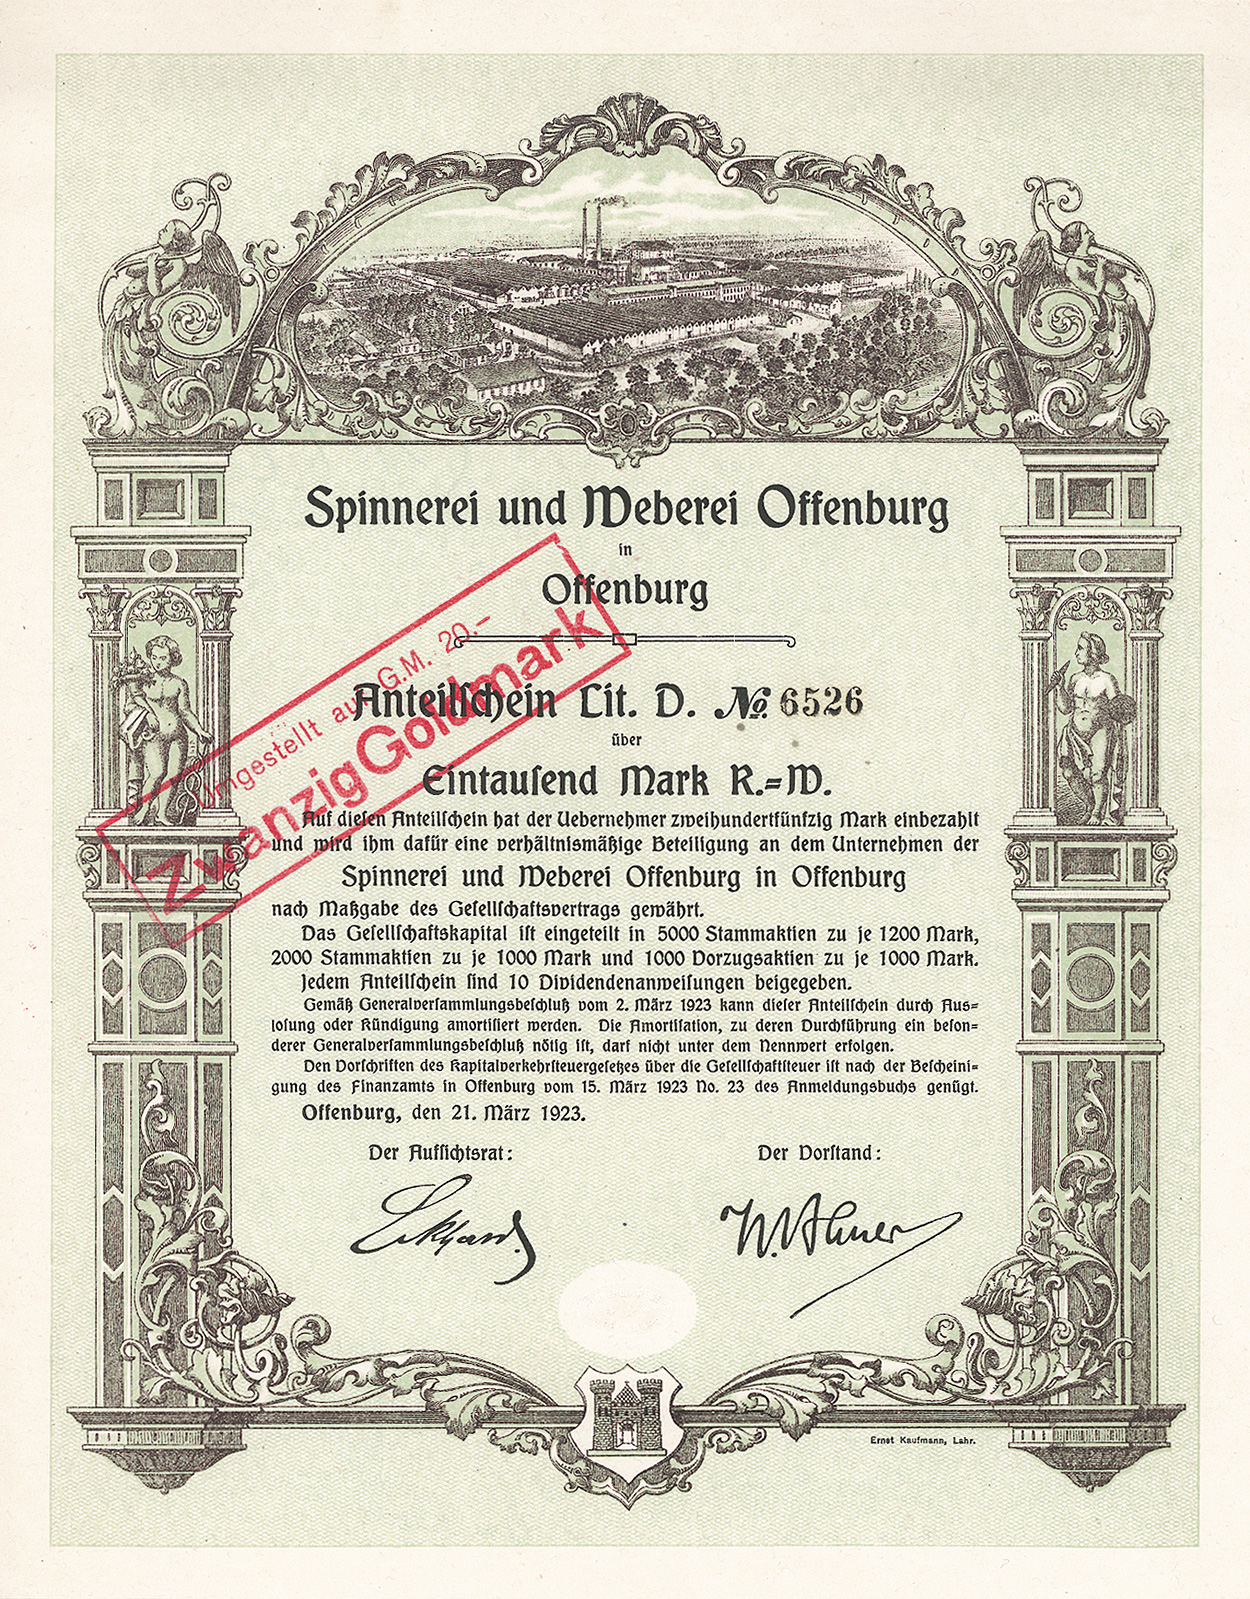 Spinnerei und Weberei Offenburg
in
Offenburg
Umgestellt auf G.M. 20.-
Zwanzig Goldmark
Anteilſchein Lit. D. No. 6526
über
Eintauſend Mark R.=W.
Auf dieſen Anteilſchein hat der Uebernehmer zweihundertfünfzig Mark einbezahlt
und wird ihm dafür eine verhältnismäßige Beteiligung an dem Unternehmen der
Spinnerei und Weberei Offenburg in Offenburg
nach Maßgabe des Geſellſchaftsvertrags gewährt.
Das Geſellſchaftskapital iſt eingeteilt in 5000 Stammaktien zu je 1200 Mark,
2000 Stammaktien zu je 1000 Mark und 1000 Vorzugsaktien zu je 1000 Mark.
Jedem Anteilſchein ſind 10 Dividendenanweiſungen beigegeben.
Gemäß Generalverſammlungsbeſchluß vom 2. März 1923 kann dieſer Anteilſchein durch Aus=
loſung oder Kündigung amortiſiert werden. Die Amortiſation, zu deren Durchführung ein beſon=
derer Generalverſammlungsbeſchluß nötig iſt, darf nicht unter dem Nennwert erfolgen.
Den Vorſchriften des Kapitalverkehrſteuergeſetzes über die Geſellſchaftſteuer iſt nach der Beſcheini=
gung des Finanzamts in Offenburg vom 15. März 1923 No. 23 des Anmeldungsbuchs genügt.
Offenburg, den 21. März 1923.
Der Aufſichtsrat: Der Vorſtand:
Ernst Kaufmann, Lahr.